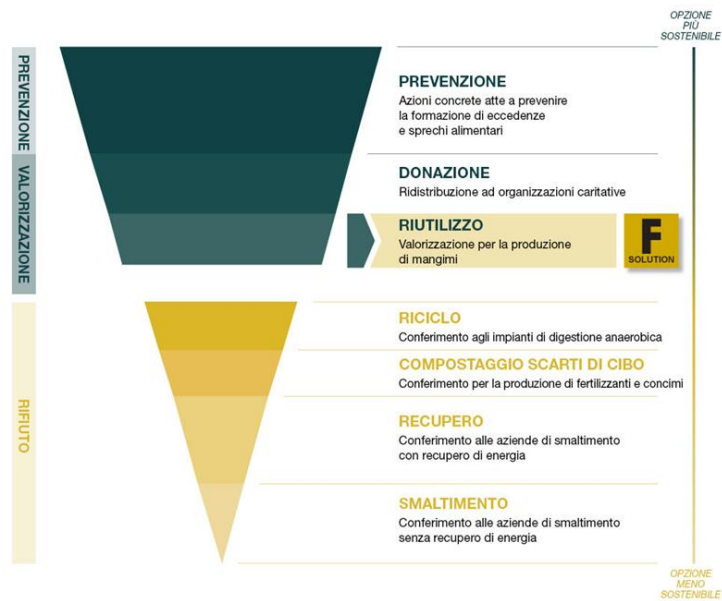 OPZIONE
PIÙ
SOSTENIBILE
PREVENZIONE
PREVENZIONE
Azioni concrete atte a prevenire
la formazione di eccedenze
e sprechi alimentari
VALORIZZAZIONE
DONAZIONE
Ridistribuzione ad organizzazioni caritative
RIUTILIZZO
Valorizzazione per la produzione
di mangimi
F
SOLUTION
RIFIUTO
RICICLO
Conferimento agli impianti di digestione anaerobica
COMPOSTAGGIO SCARTI DI CIBO
Conferimento per la produzione di fertilizzanti e concimi
RECUPERO
Conferimento alle aziende di smaltimento
con recupero di energia
SMALTIMENTO
Conferimento alle aziende di smaltimento
senza recupero di energia
OPZIONE
MENO
SOSTENIBILE